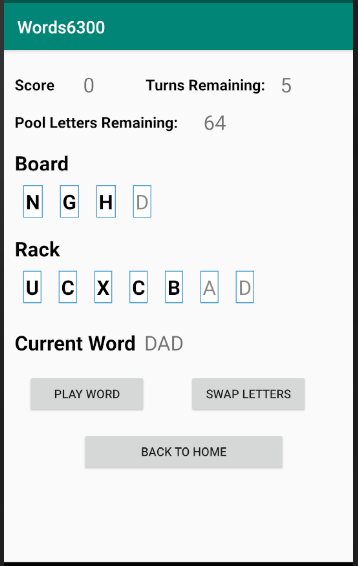 Words6300
Score 0 Turns Remaining: 5
Pool Letters Remaining: 64
Board
N G H D
Rack
U C X C B A D
Current Word DAD
PLAY WORD SWAP LETTERS
BACK TO HOME